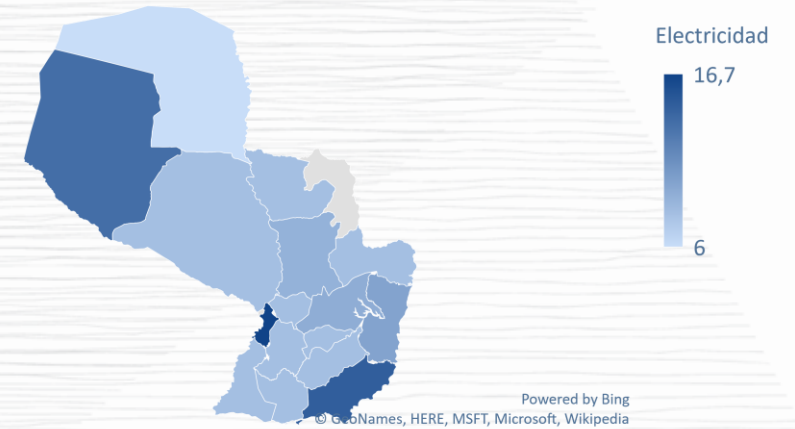 Electricidad
16,7
6
Powered by Bing
© GeoNames, HERE, MSFT, Microsoft, Wikipedia